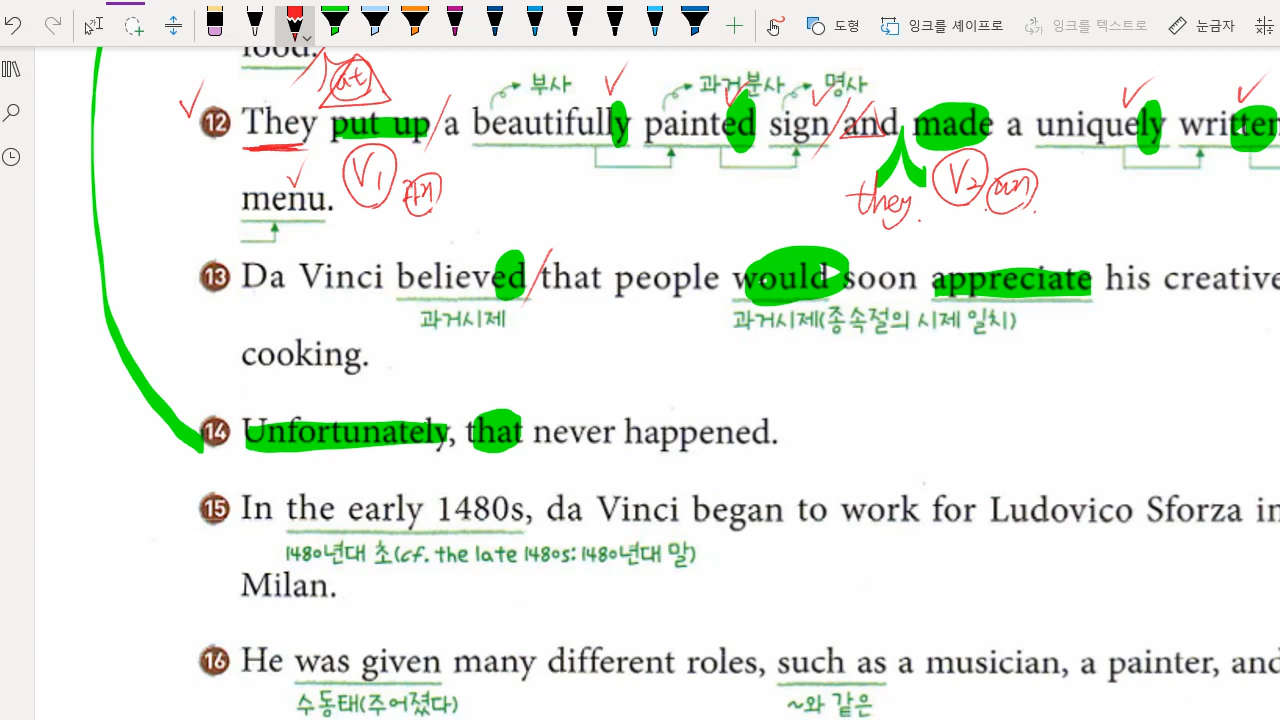 도형 잉크를 셰이프로 잉크를 텍스트로 눈금자
food.
at
부사 과거분사 명사
12 They put up a beautifully painted sign and made a uniquely written
V1 they V2
menu.
13 Da Vinci believed that people would soon appreciate his creative
과거시제 과거시제(종속절의 시제 일치)
cooking.
14 Unfortunately, that never happened.
15 In the early 1480s, da Vinci began to work for Ludovico Sforza in
1480년대 초(cf. the late 1480s: 1480년대 말)
Milan.
16 He was given many different roles, such as a musician, a painter, and
수동태(주어졌다) ~와 같은